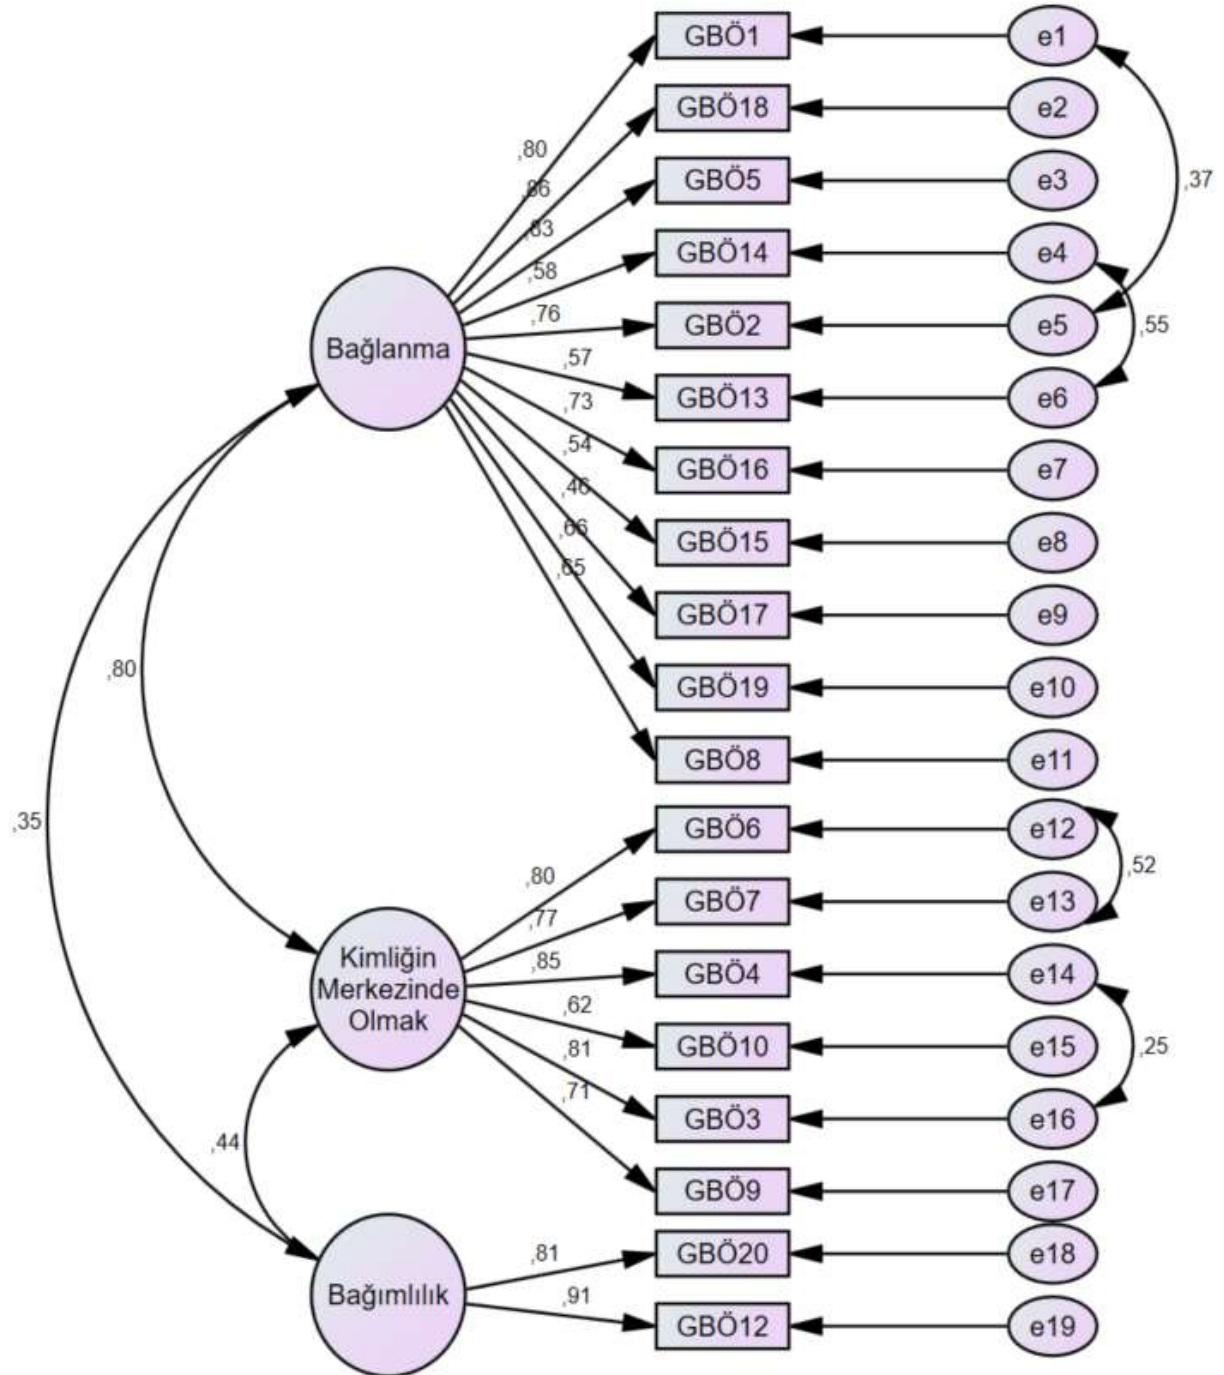 GBÖ1
e1
GBÖ18
e2
,80
GBÖ5
e3
,37
,86
,83
GBÖ14
e4
,58
,76
GBÖ2
e5
,55
Bağlanma
,57
GBÖ13
e6
,73
,54
GBÖ16
e7
,46
,66
GBÖ15
e8
,65
GBÖ17
e9
,80
GBÖ19
e10
GBÖ8
e11
,35
GBÖ6
e12
,52
,80
GBÖ7
e13
,77
Kimliğin
Merkezinde
Olmak
,85
GBÖ4
e14
,62
GBÖ10
e15
,25
,81
,71
GBÖ3
e16
,44
GBÖ9
e17
,81
GBÖ20
e18
Bağımlılık
,91
GBÖ12
e19